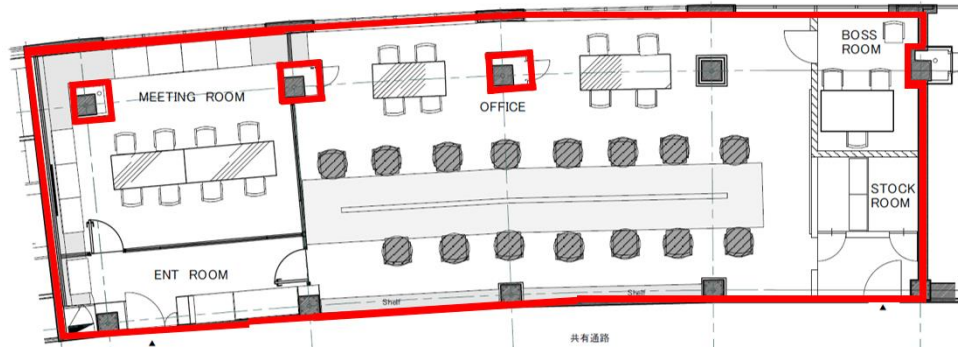 BOSS
ROOM
MEETING ROOM
OFFICE
STOCK
ROOM
ENT ROOM
Shelf
Shelf
共有通路